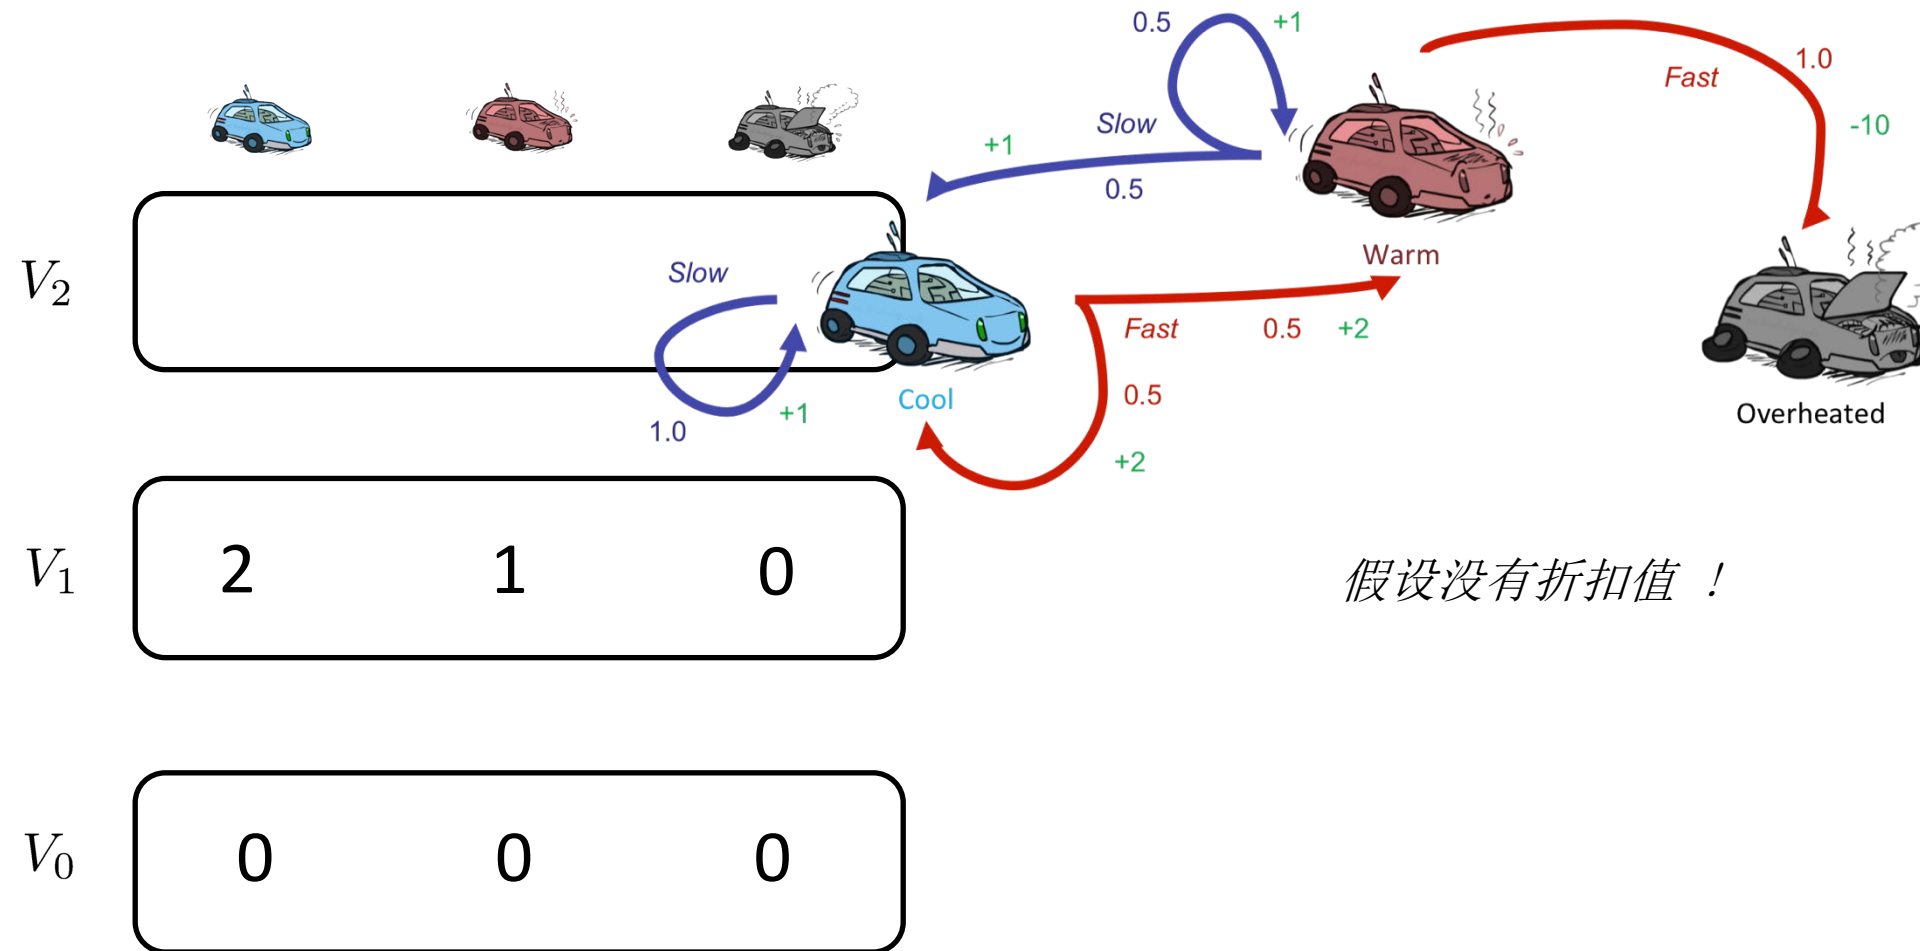 0.5 +1
1.0
Fast
Slow
-10
+1
0.5
Warm
V₂
Slow
Fast 0.5 +2
0.5
Cool
+1
1.0
Overheated
+2
V₁ 2 1 0
假设没有折扣值 ！
V₀ 0 0 0